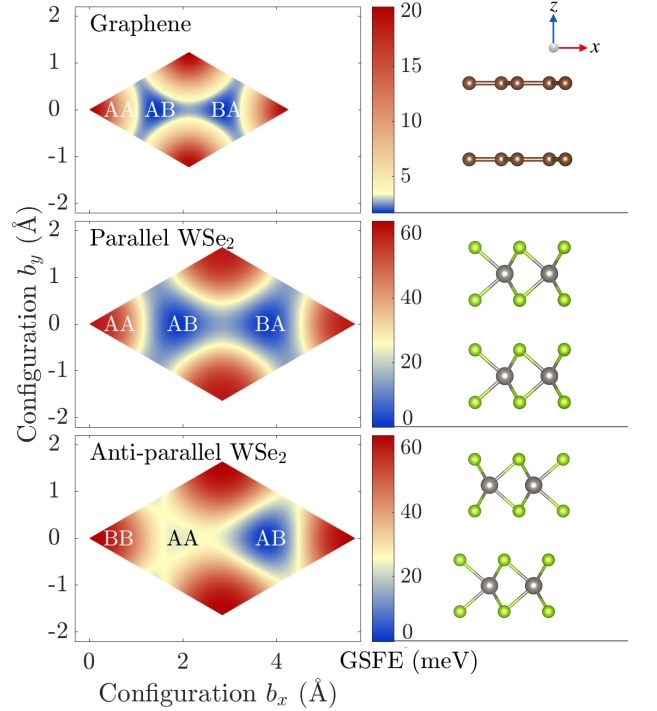 Graphene
2
1
0
-1
-2
AA AB BA
20
15
10
5
z
x
Parallel WSe₂
2
1
0
-1
-2
AA AB BA
60
40
20
0
Configuration b_y (Å)
Anti-parallel WSe₂
2
1
0
-1
-2
BB AA AB
60
40
20
0
0 2 4
GSFE (meV)
Configuration b_x (Å)